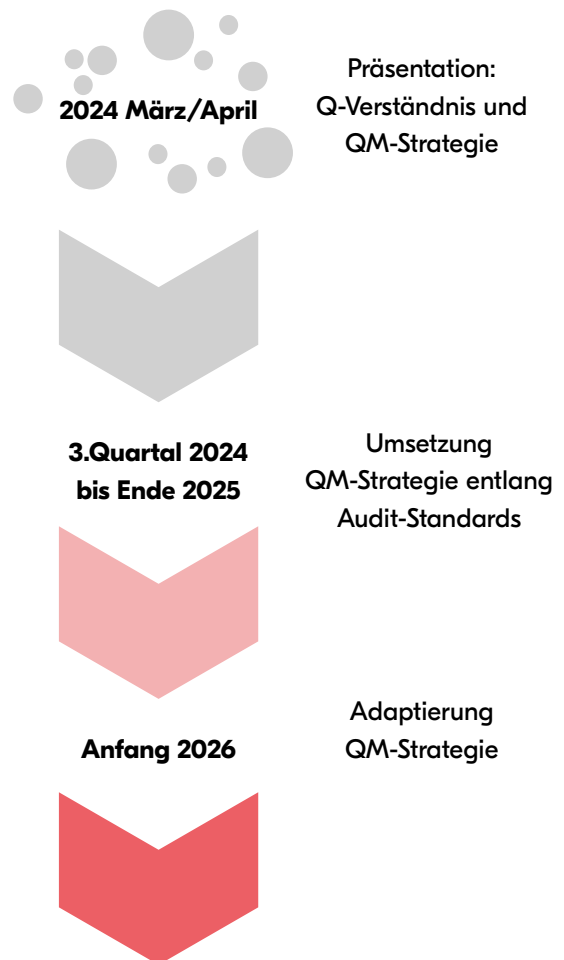 2024 März/April
Präsentation:
Q-Verständnis und
QM-Strategie
3.Quartal 2024
bis Ende 2025
Umsetzung
QM-Strategie entlang
Audit-Standards
Anfang 2026
Adaptierung
QM-Strategie